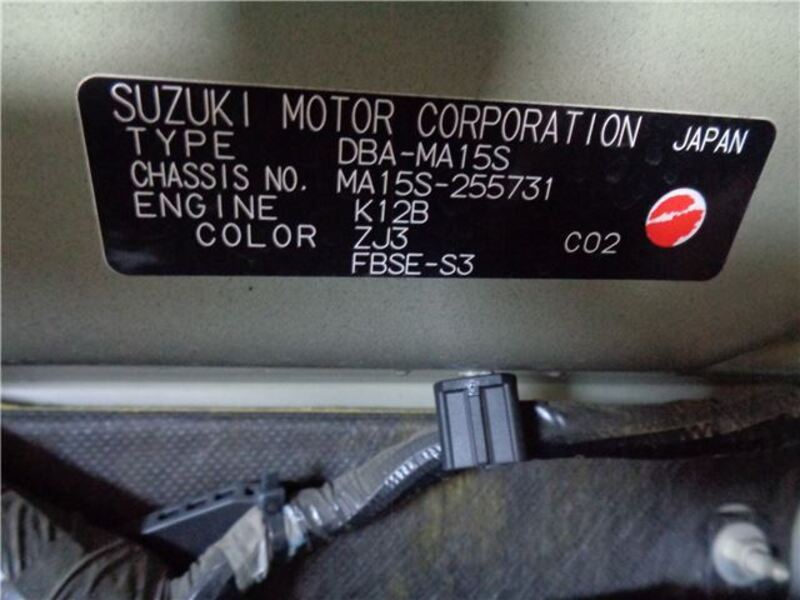 SUZUKI MOTOR CORPORATION JAPAN
TYPE DBA-MA15S
CHASSIS NO. MA15S-255731
ENGINE K12B
COLOR ZJ3 C02
FBSE-S3